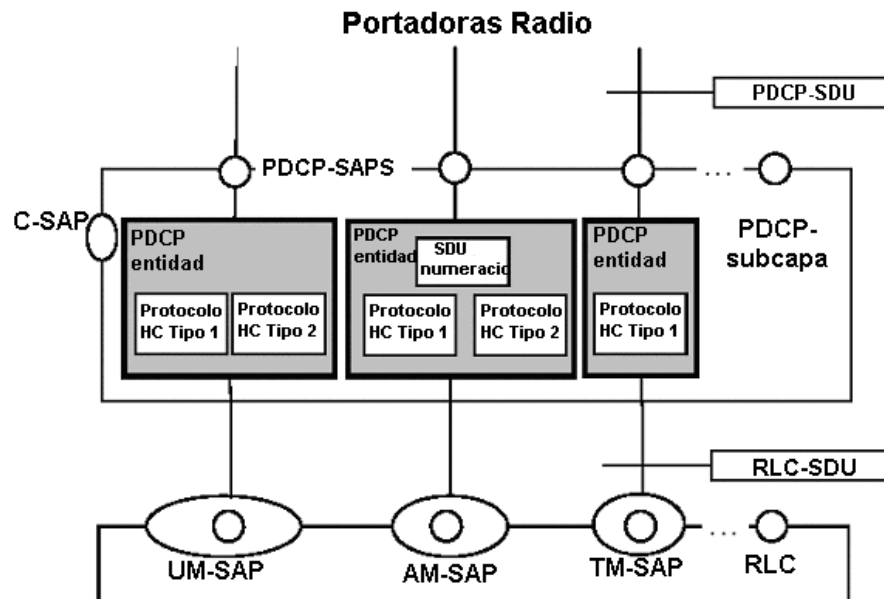 Portadoras Radio
PDCP-SDU
PDCP-SAPS
...
C-SAP
PDCP
entidad
Protocolo
HC Tipo 1
Protocolo
HC Tipo 2
PDCP
entidad
SDU
numeracio
Protocolo
HC Tipo 1
Protocolo
HC Tipo 2
PDCP
entidad
Protocolo
HC Tipo 1
PDCP-
subcapa
RLC-SDU
...
UM-SAP
AM-SAP
TM-SAP
RLC